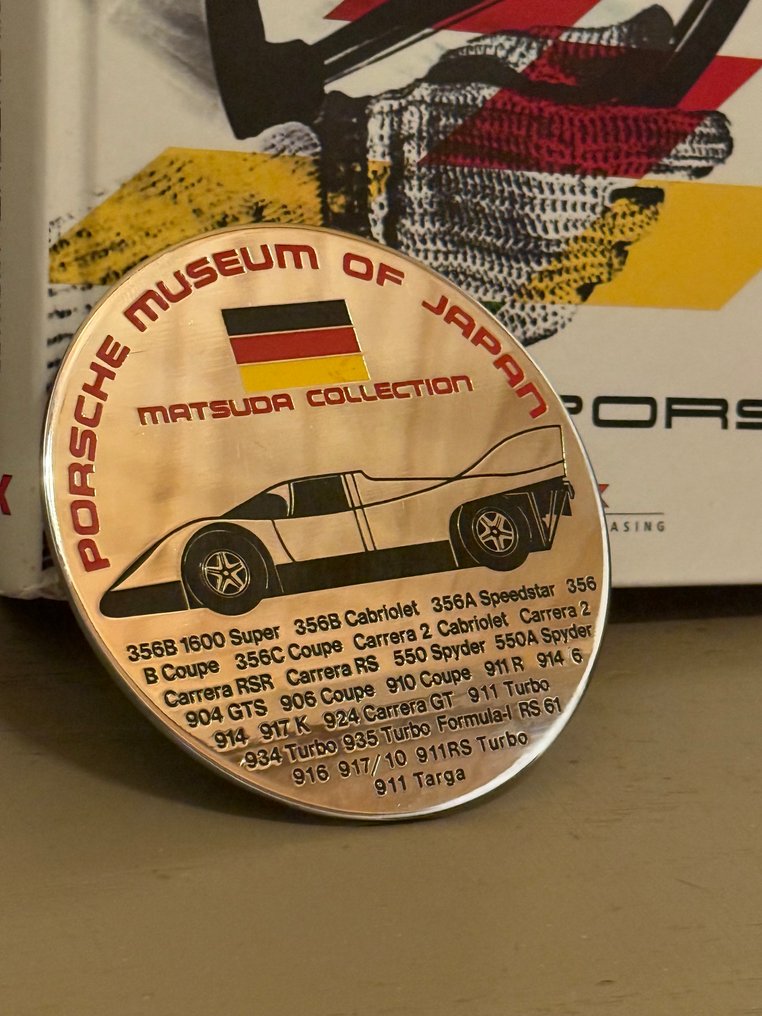 PORSCHE MUSEUM OF JAPAN
MATSUDA COLLECTION
356B 1600 Super 356B Cabriolet 356A Speedstar 356
B Coupe 356C Coupe Carrera 2 Cabriolet Carrera 2
Carrera RSR Carrera RS 550 Spyder 550A Spyder
904 GTS 906 Coupe 910 Coupe 911 R 914 6
914 917 K 924 Carrera GT 911 Turbo
934 Turbo 935 Turbo Formula-I RS 61
916 917/10 911RS Turbo
911 Targa
PORS
X
X
ASING